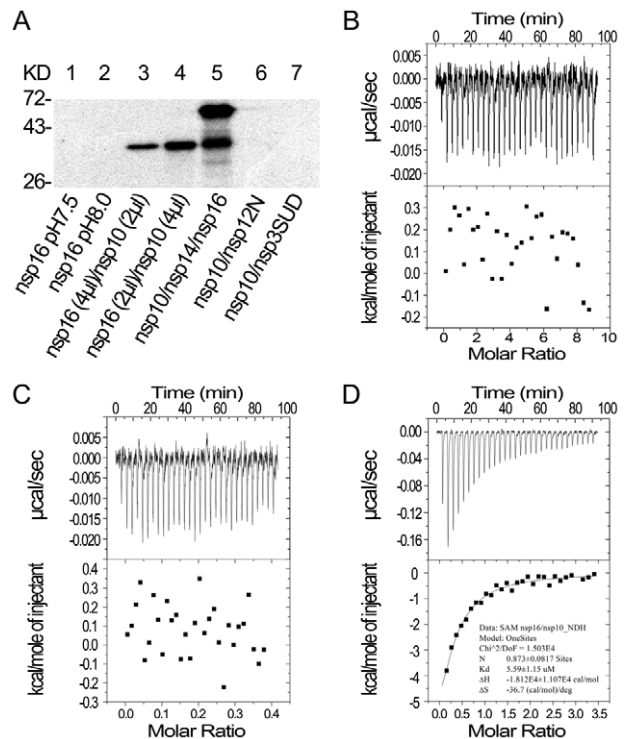 A
B
KD 1 2 3 4 5 6 7
72-
43-
26-
nsp16 pH7.5
nsp16 pH8.0
nsp16 (4µl)/nsp10 (2µl)
nsp16 (2µl)/nsp10 (4µl)
nsp10/nsp14/nsp16
nsp10/nsp12N
nsp10/nsp3SUD
Time (min)
0 20 40 60 80 100
µcal/sec
0.005
0.000
-0.005
-0.010
-0.015
-0.020
kcal/mole of injectant
0.3
0.2
0.1
0.0
-0.1
-0.2
0 2 4 6 8 10
Molar Ratio
C
Time (min)
0 20 40 60 80 100
µcal/sec
0.005
0.000
-0.005
-0.010
-0.015
-0.020
kcal/mole of injectant
0.4
0.3
0.2
0.1
0.0
-0.1
-0.2
-0.3
0.0 0.1 0.2 0.3 0.4
Molar Ratio
D
Time (min)
0 20 40 60 80 100
µcal/sec
0.00
-0.04
-0.08
-0.12
-0.16
kcal/mole of injectant
0
-1
-2
-3
-4
-5
Data: SAM nsp16/nsp10_NDH
Model: OneSites
Chi^2/DoF = 1.503E4
N 0.873±0.0817 Sites
Kd 5.59±1.15 uM
ΔH -1.812E4±1.107E4 cal/mol
ΔS -36.7 (cal/mol)/deg
0.0 0.5 1.0 1.5 2.0 2.5 3.0 3.5
Molar Ratio